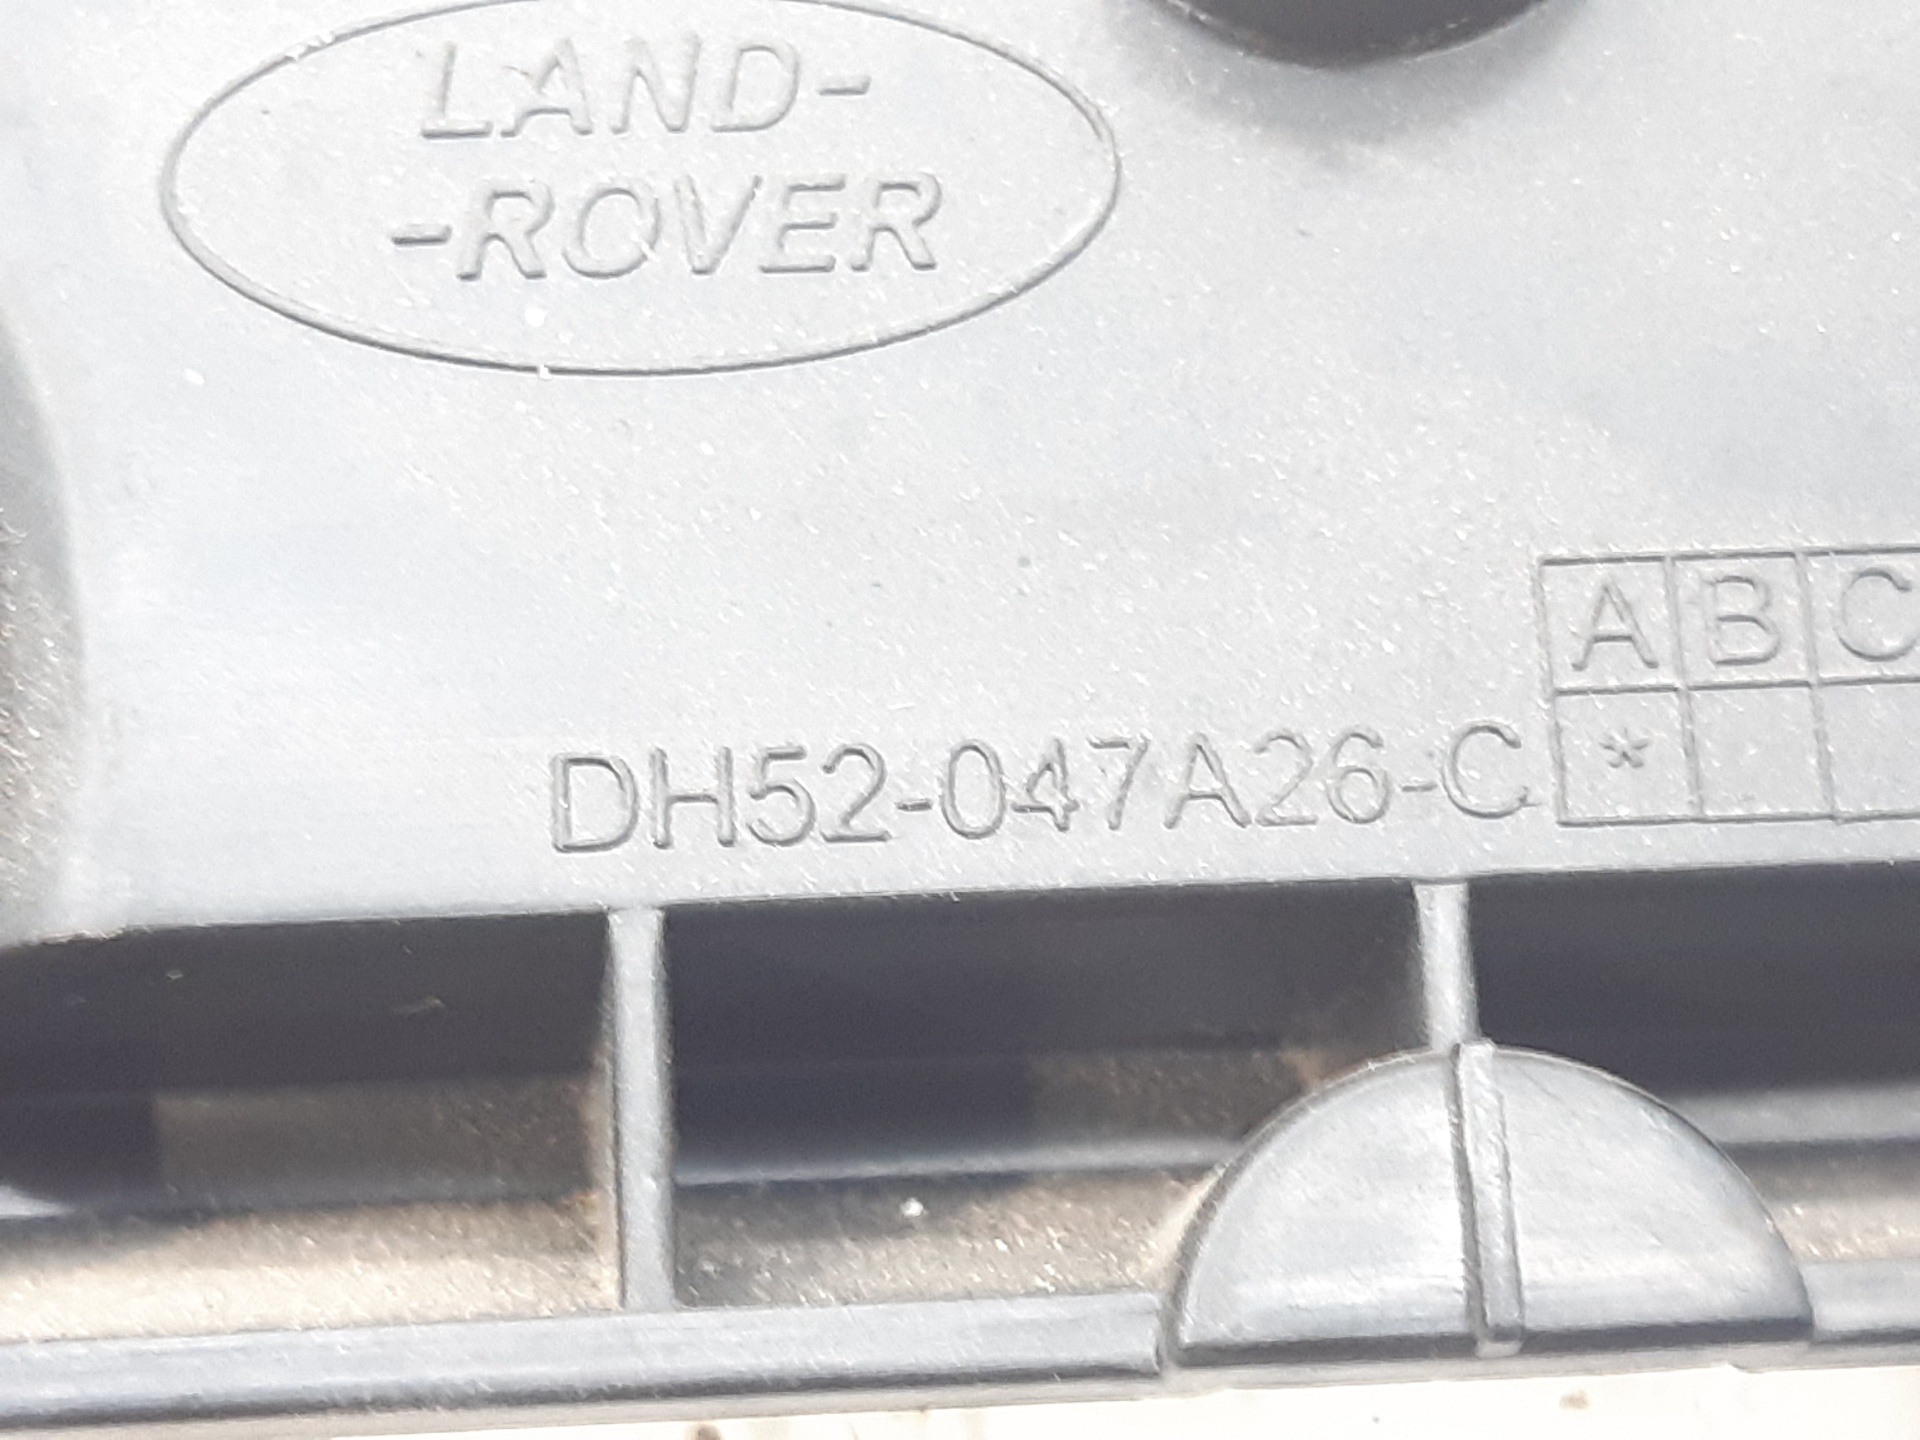 LAND-
-ROVER
A B C
DH52-047A26-C *